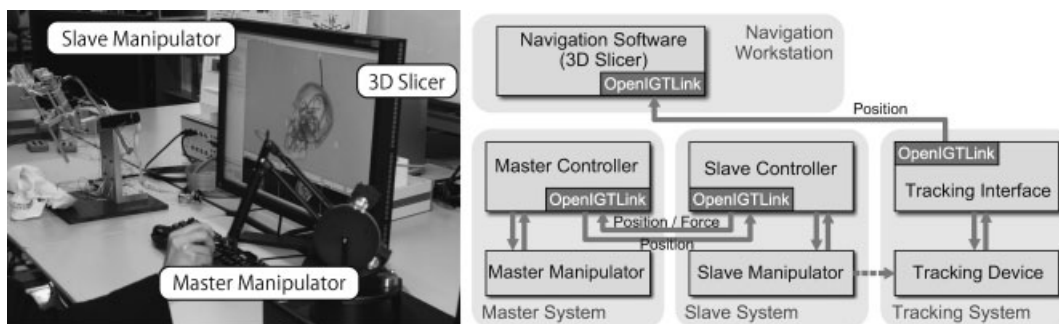 Slave Manipulator
3D Slicer
Master Manipulator
Navigation Software
(3D Slicer)
OpenIGTLink
Navigation
Workstation
Position
Master Controller
OpenIGTLink
Slave Controller
OpenIGTLink
OpenIGTLink
Tracking Interface
Position / Force
Position
Master Manipulator
Slave Manipulator
Tracking Device
Master System
Slave System
Tracking System